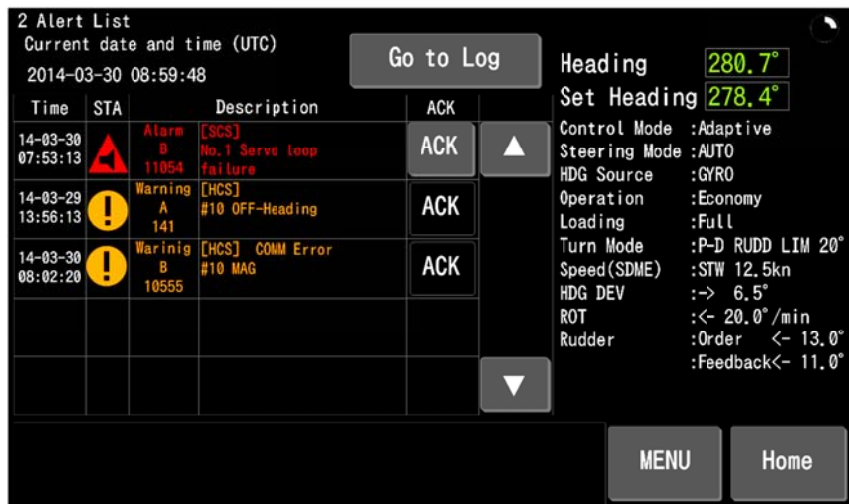 2 Alert List
Current date and time (UTC)
2014-03-30 08:59:48
Go to Log
Time STA Description ACK
14-03-30
07:53:13
Alarm
B
11054
[SCS]
No.1 Servo loop
failure
ACK
14-03-29
13:56:13
Warning
A
141
[HCS]
#10 OFF-Heading
ACK
14-03-30
08:02:20
Warinig
B
10555
[HCS] COMM Error
#10 MAG
ACK
Heading 280.7°
Set Heading 278.4°
Control Mode :Adaptive
Steering Mode :AUTO
HDG Source :GYRO
Operation :Economy
Loading :Full
Turn Mode :P-D RUDD LIM 20°
Speed(SDME) :STW 12.5kn
HDG DEV :-> 6.5°
ROT :<- 20.0°/min
Rudder :Order <- 13.0°
:Feedback<- 11.0°
MENU
Home